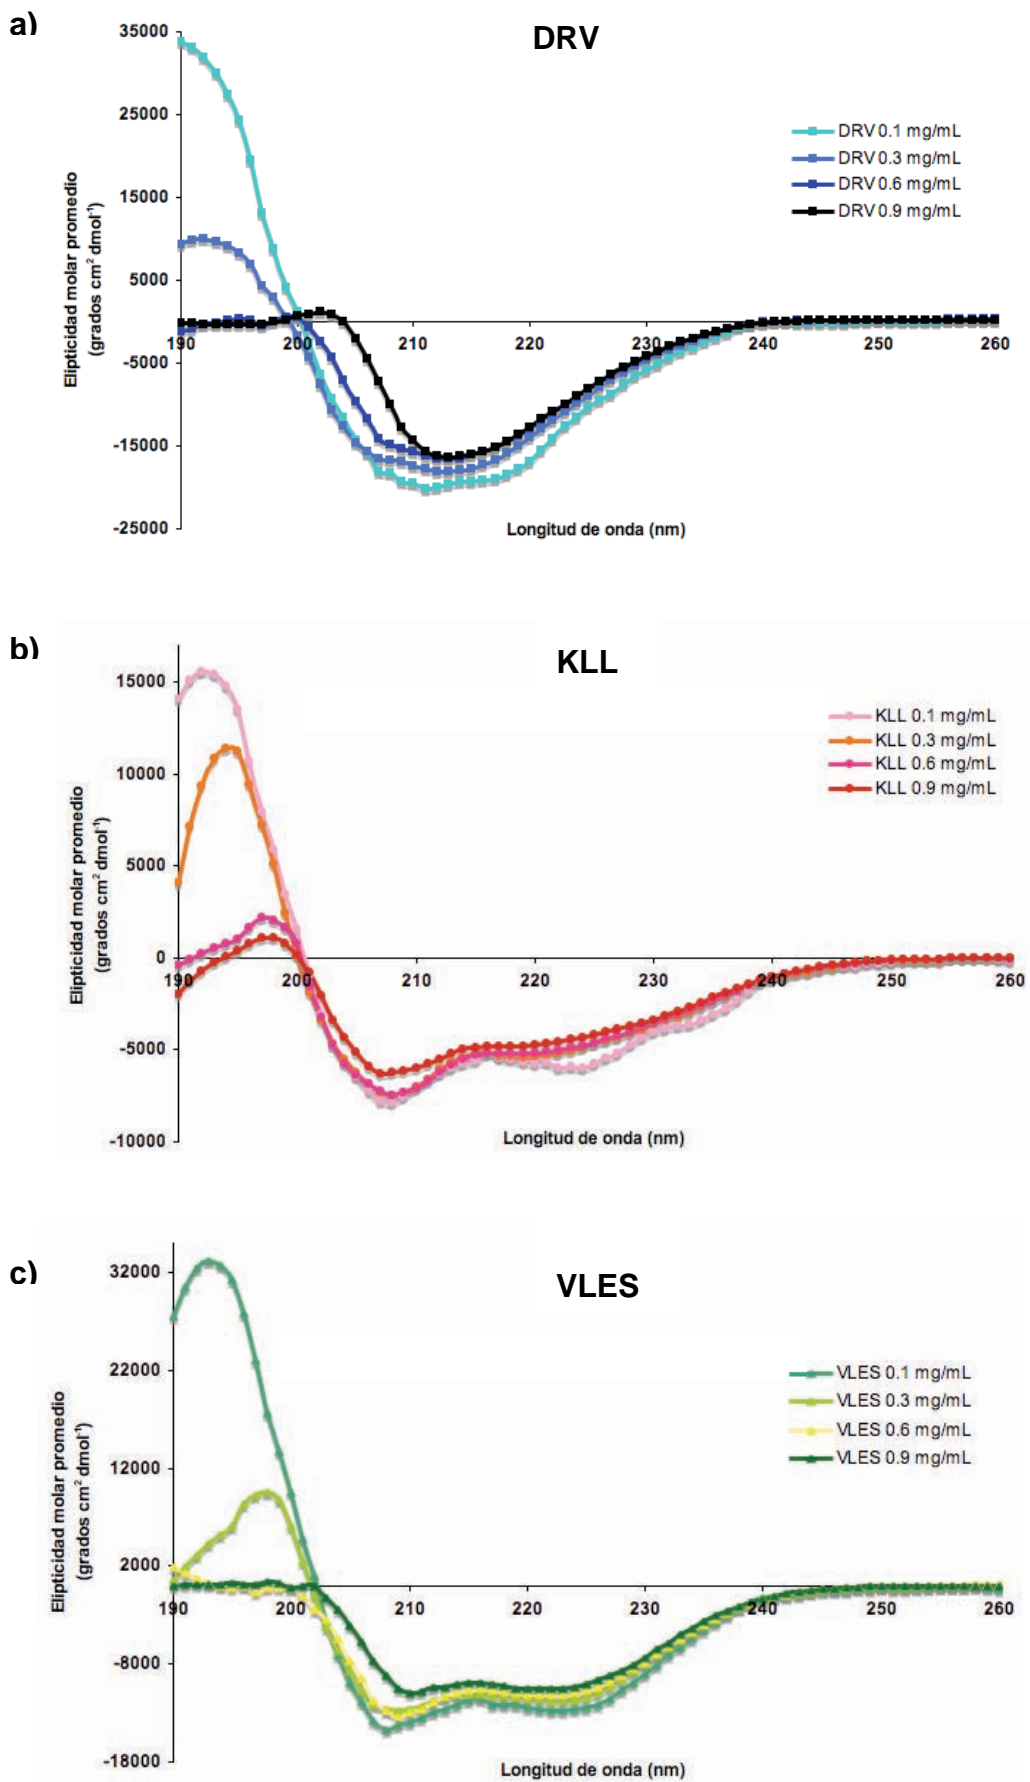 a)
DRV
35000
25000
15000
5000
-5000
-15000
-25000
Elipticidad molar promedio
(grados cm² dmol⁻¹)
190 200 210 220 230 240 250 260
Longitud de onda (nm)
DRV 0.1 mg/mL
DRV 0.3 mg/mL
DRV 0.6 mg/mL
DRV 0.9 mg/mL
b)
KLL
15000
10000
5000
0
-5000
-10000
Elipticidad molar promedio
(grados cm² dmol⁻¹)
190 200 210 220 230 240 250 260
Longitud de onda (nm)
KLL 0.1 mg/mL
KLL 0.3 mg/mL
KLL 0.6 mg/mL
KLL 0.9 mg/mL
c)
VLES
32000
22000
12000
2000
-8000
-18000
Elipticidad molar promedio
(grados cm² dmol⁻¹)
190 200 210 220 230 240 250 260
Longitud de onda (nm)
VLES 0.1 mg/mL
VLES 0.3 mg/mL
VLES 0.6 mg/mL
VLES 0.9 mg/mL